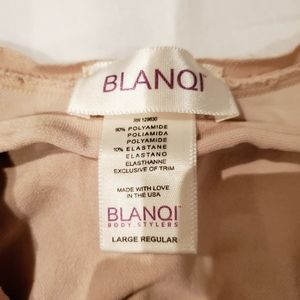 BLANQI
RN 129830
90% POLYAMIDE
POLIAMIDA
POLYAMIDE
10% ELASTANE
ELASTANO
ELASTHANNE
EXCLUSIVE OF TRIM
MADE WITH LOVE
IN THE USA
BLANQI
BODY.STYLERS
LARGE REGULAR